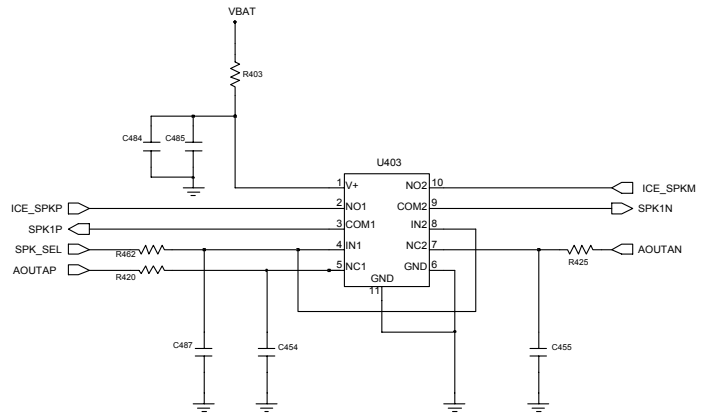 VBAT
R403
C484
C485
U403
1 V+ NO2 10
ICE_SPKP 2 NO1 COM2 9 ICE_SPKM
SPK1P 3 COM1 IN2 8 SPK1N
SPK_SEL R462 4 IN1 NC2 7 R425 AOUTAN
AOUTAP R420 5 NC1 GND 6
GND
11
C487
C454
C455